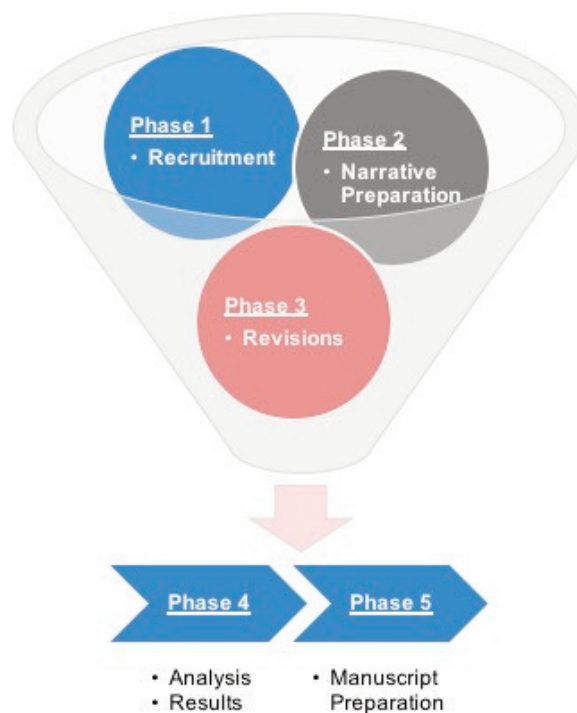 Phase 1
• Recruitment
Phase 2
• Narrative
Preparation
Phase 3
• Revisions
Phase 4
Phase 5
• Analysis
• Results
• Manuscript
Preparation